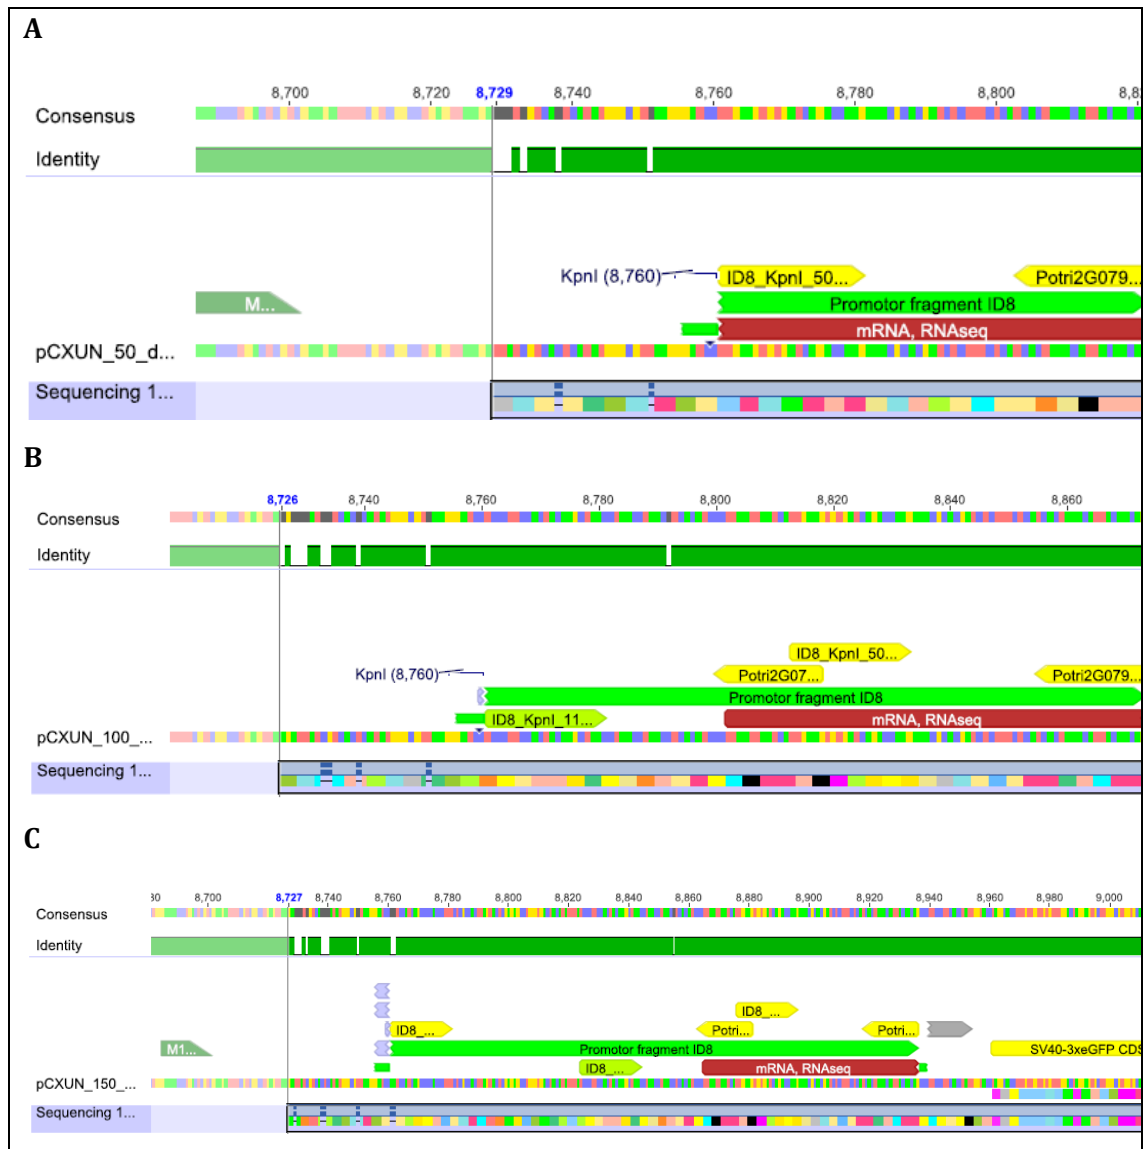 A
8,700 8,720 8,729 8,740 8,760 8,780 8,800 8,8
Consensus
Identity
KpnI (8,760) ID8_KpnI_50... Potri2G079...
M... Promotor fragment ID8
mRNA, RNAseq
pCXUN_50_d...
Sequencing 1...
B
8,726 8,740 8,760 8,780 8,800 8,820 8,840 8,860
Consensus
Identity
ID8_KpnI_50...
KpnI (8,760) Potri2G07... Potri2G079...
Promotor fragment ID8
ID8_KpnI_11... mRNA, RNAseq
pCXUN_100_...
Sequencing 1...
C
30 8,700 8,727 8,740 8,760 8,780 8,800 8,820 8,840 8,860 8,880 8,900 8,920 8,940 8,960 8,980 9,000
Consensus
Identity
ID8_...
ID8_... Potri... Potri...
M1... Promotor fragment ID8 SV40-3xeGFP CDS
ID8_... mRNA, RNAseq
pCXUN_150_...
Sequencing 1...